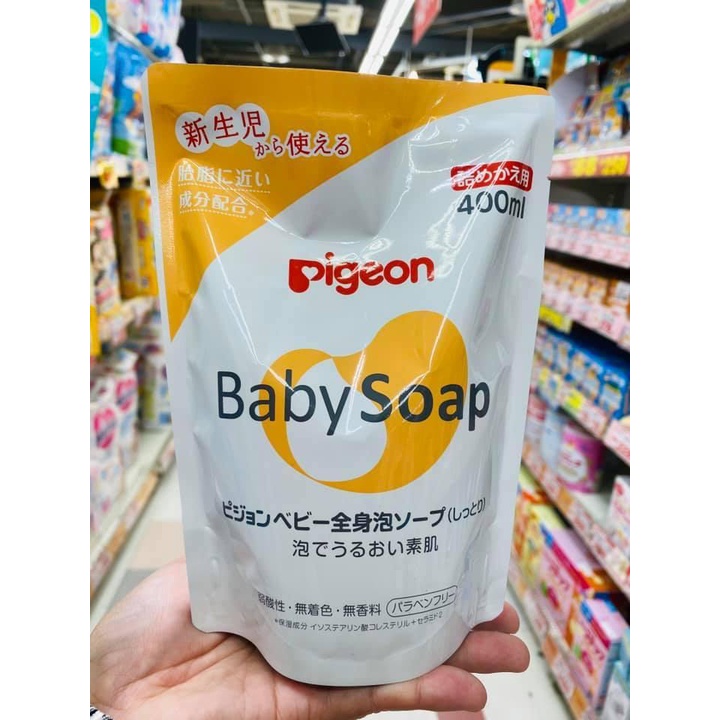 新生児
から使える
胎脂に近い
成分配合*
詰めかえ用
400ml
Pigeon
Baby Soap
ピジョンベビー全身泡ソープ(しっとり)
泡でうるおい素肌
弱酸性・無着色・無香料 パラベンフリー
*保湿成分 イソステアリン酸コレステリル+セラミド2